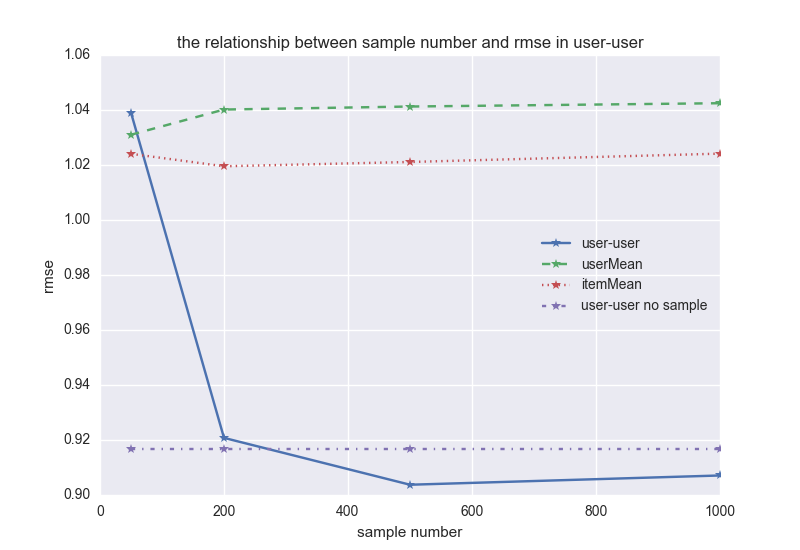 the relationship between sample number and rmse in user-user
1.06
1.04
1.02
1.00
0.98
0.96
0.94
0.92
0.90
rmse
user-user
userMean
itemMean
user-user no sample
0 200 400 600 800 1000
sample number